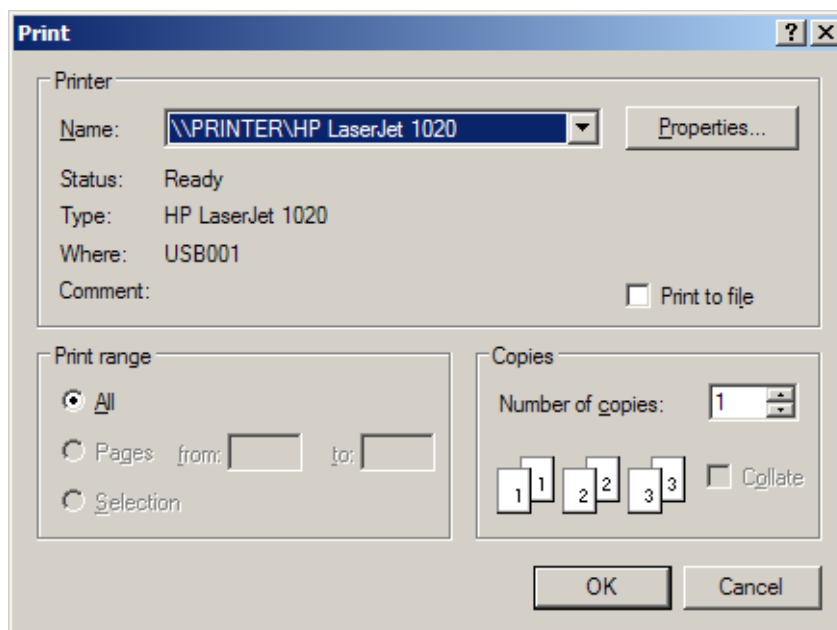 Print
Printer
Name: \\PRINTER\HP LaserJet 1020 Properties...
Status: Ready
Type: HP LaserJet 1020
Where: USB001
Comment: Print to file
Print range
All
Pages from: to:
Selection
Copies
Number of copies: 1
1 1 2 2 3 3 Collate
OK Cancel